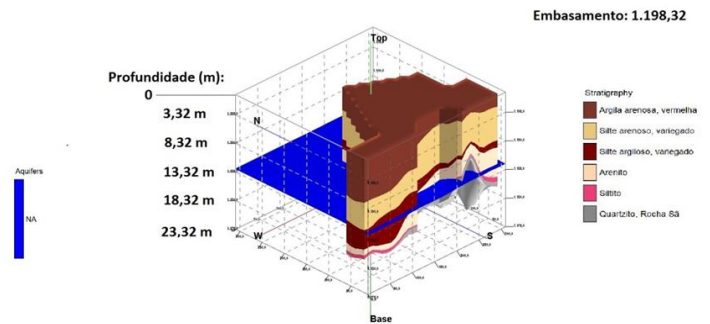 Embasamento: 1.198,32
Top
Profundidade (m):
0
3,32 m
8,32 m
13,32 m
18,32 m
23,32 m
N
W
S
Base
Aquifers
NA
Stratigraphy
Argila arenosa, vermelha
Silte arenoso, variegado
Silte argiloso, variegado
Arenito
Siltito
Quartzito, Rocha Sã